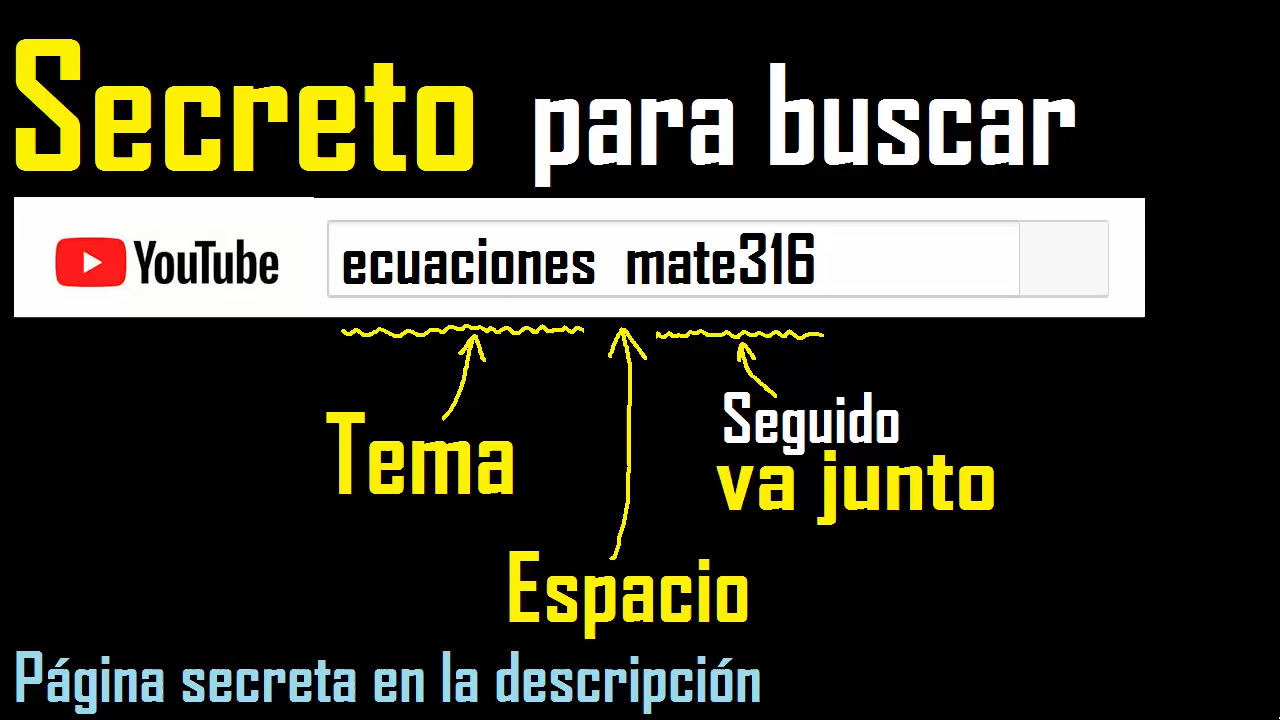 Secreto para buscar
YouTube ecuaciones mate316
Tema
Seguido
va junto
Espacio
Página secreta en la descripción